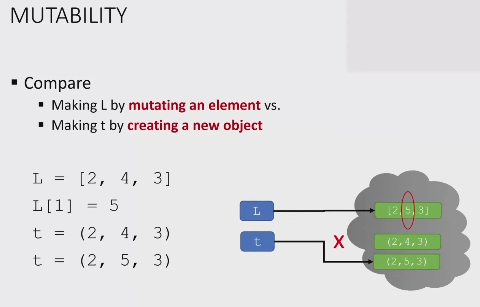 MUTABILITY
▪ Compare
▪ Making L by mutating an element vs.
▪ Making t by creating a new object
L = [2, 4, 3]
L[1] = 5
t = (2, 4, 3)
t = (2, 5, 3)
L
[2,5,3]
t
X
(2,4,3)
(2,5,3)